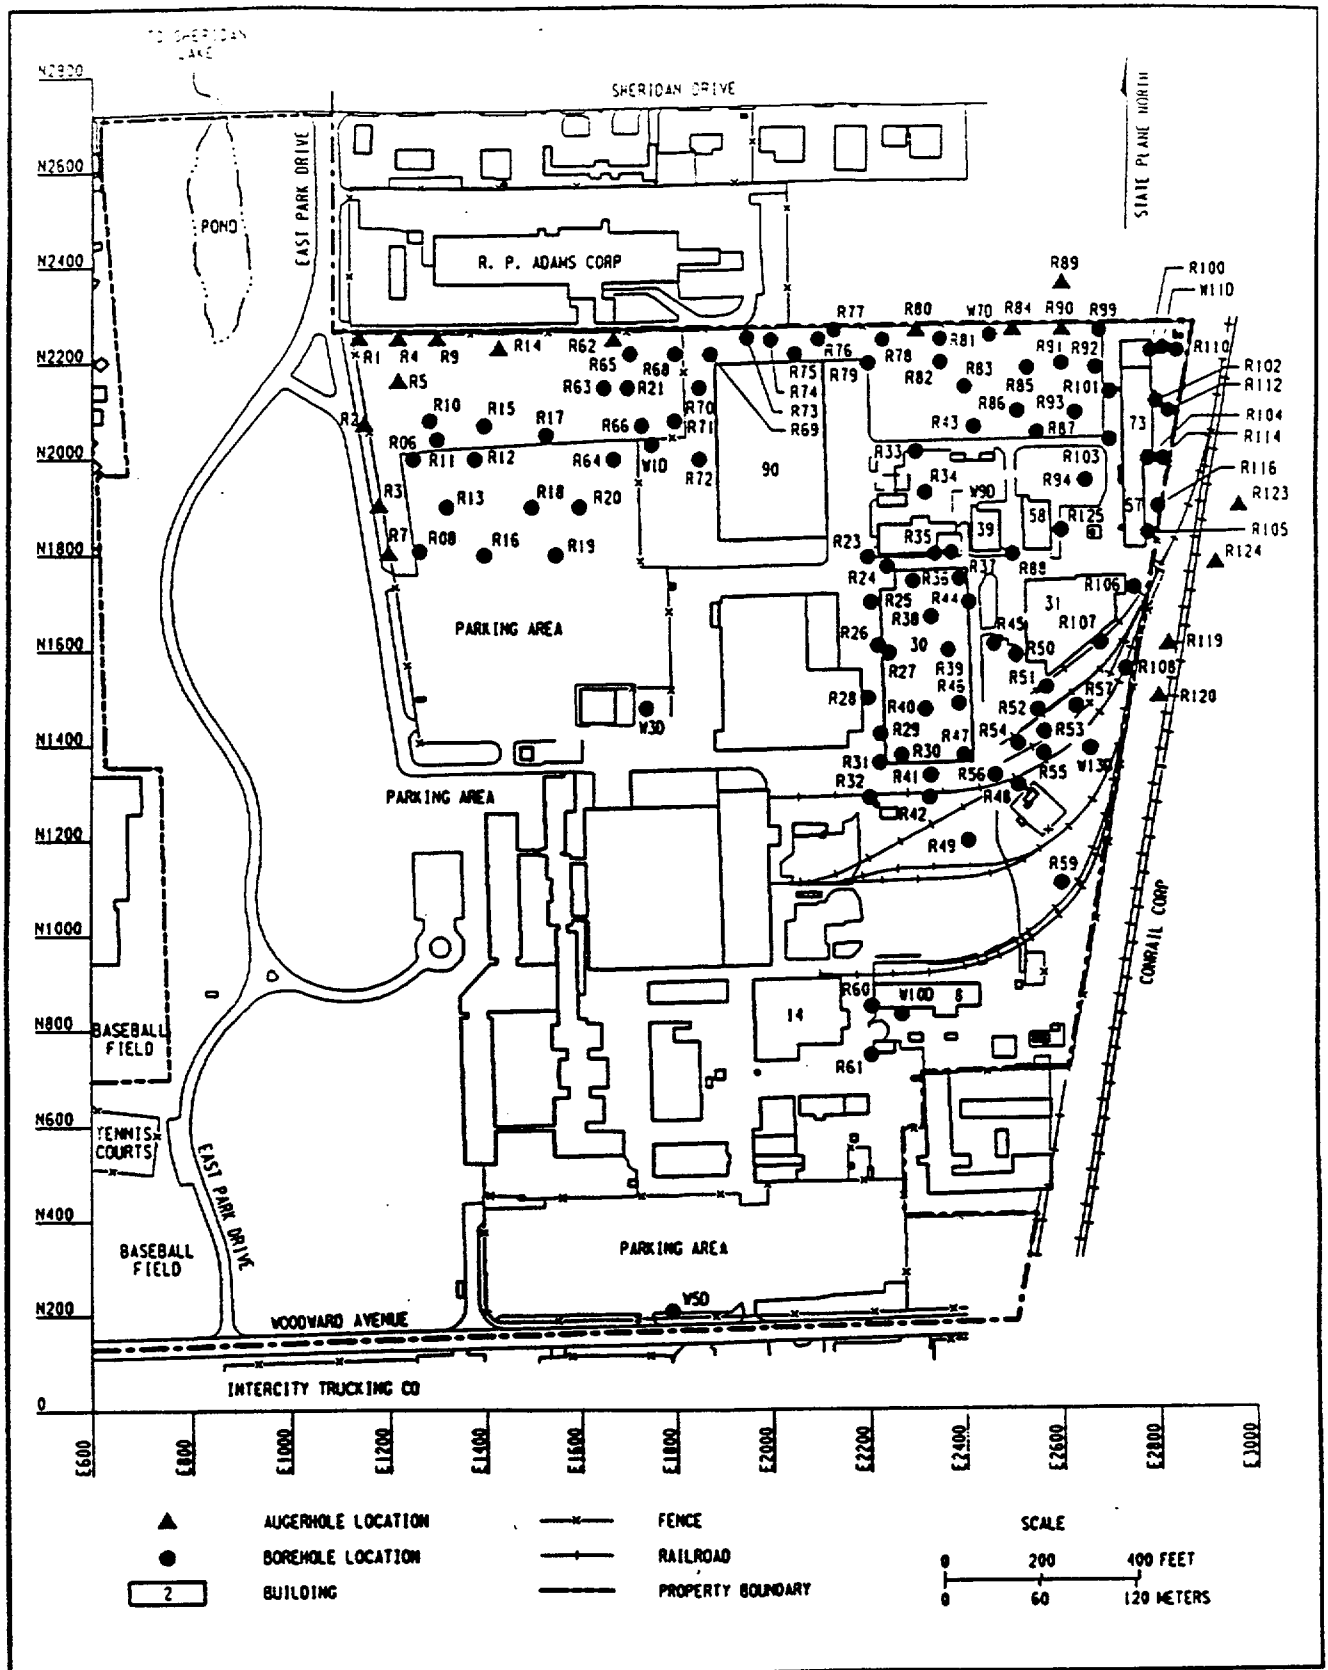 TO SHERIDAN
LAKE
SHERIDAN DRIVE
STATE PLANE NORTH
EAST PARK DRIVE
POND
R. P. ADAMS CORP
N2800
N2600
N2400
N2200
N2000
N1800
N1600
N1400
N1200
N1000
N800
N600
N400
N200
0
R89
R100
W11D
R77
R80
W70
R84
R90
R99
R1
R4
R9
R14
R62
R65
R68
R76
R78
R81
R91
R92
R110
R102
R5
R75
R79
R82
R83
R85
R101
R112
R63
R21
R70
R74
R73
R86
R93
R104
R2
R10
R15
R17
R66
R71
R69
R43
R87
73
R114
R06
R11
R12
R64
W1D
R72
90
R33
R103
R116
R34
R94
R3
R13
R18
R20
W9D
R123
39
58
R125
57
R105
R7
R08
R16
R19
R23
R35
R37
R88
R124
R24
R36
R106
R25
R44
31
PARKING AREA
R38
R45
R107
R26
30
R50
R119
R27
R39
R51
R108
R28
R46
R57
R120
W3D
R40
R52
R29
R54
R53
R30
R47
W13D
R31
R41
R56
R55
PARKING AREA
R32
R48
R42
R49
R59
CONRAIL CORP
R60
W10D
8
14
R61
BASEBALL
FIELD
TENNIS
COURTS
EAST PARK DRIVE
BASEBALL
FIELD
PARKING AREA
W5D
WOODWARD AVENUE
INTERCITY TRUCKING CO
E600
E800
E1000
E1200
E1400
E1600
E1800
E2000
E2200
E2400
E2600
E2800
E3000
AUGERHOLE LOCATION
FENCE
SCALE
BOREHOLE LOCATION
RAILROAD
0 200 400 FEET
2
BUILDING
PROPERTY BOUNDARY
0 60 120 METERS